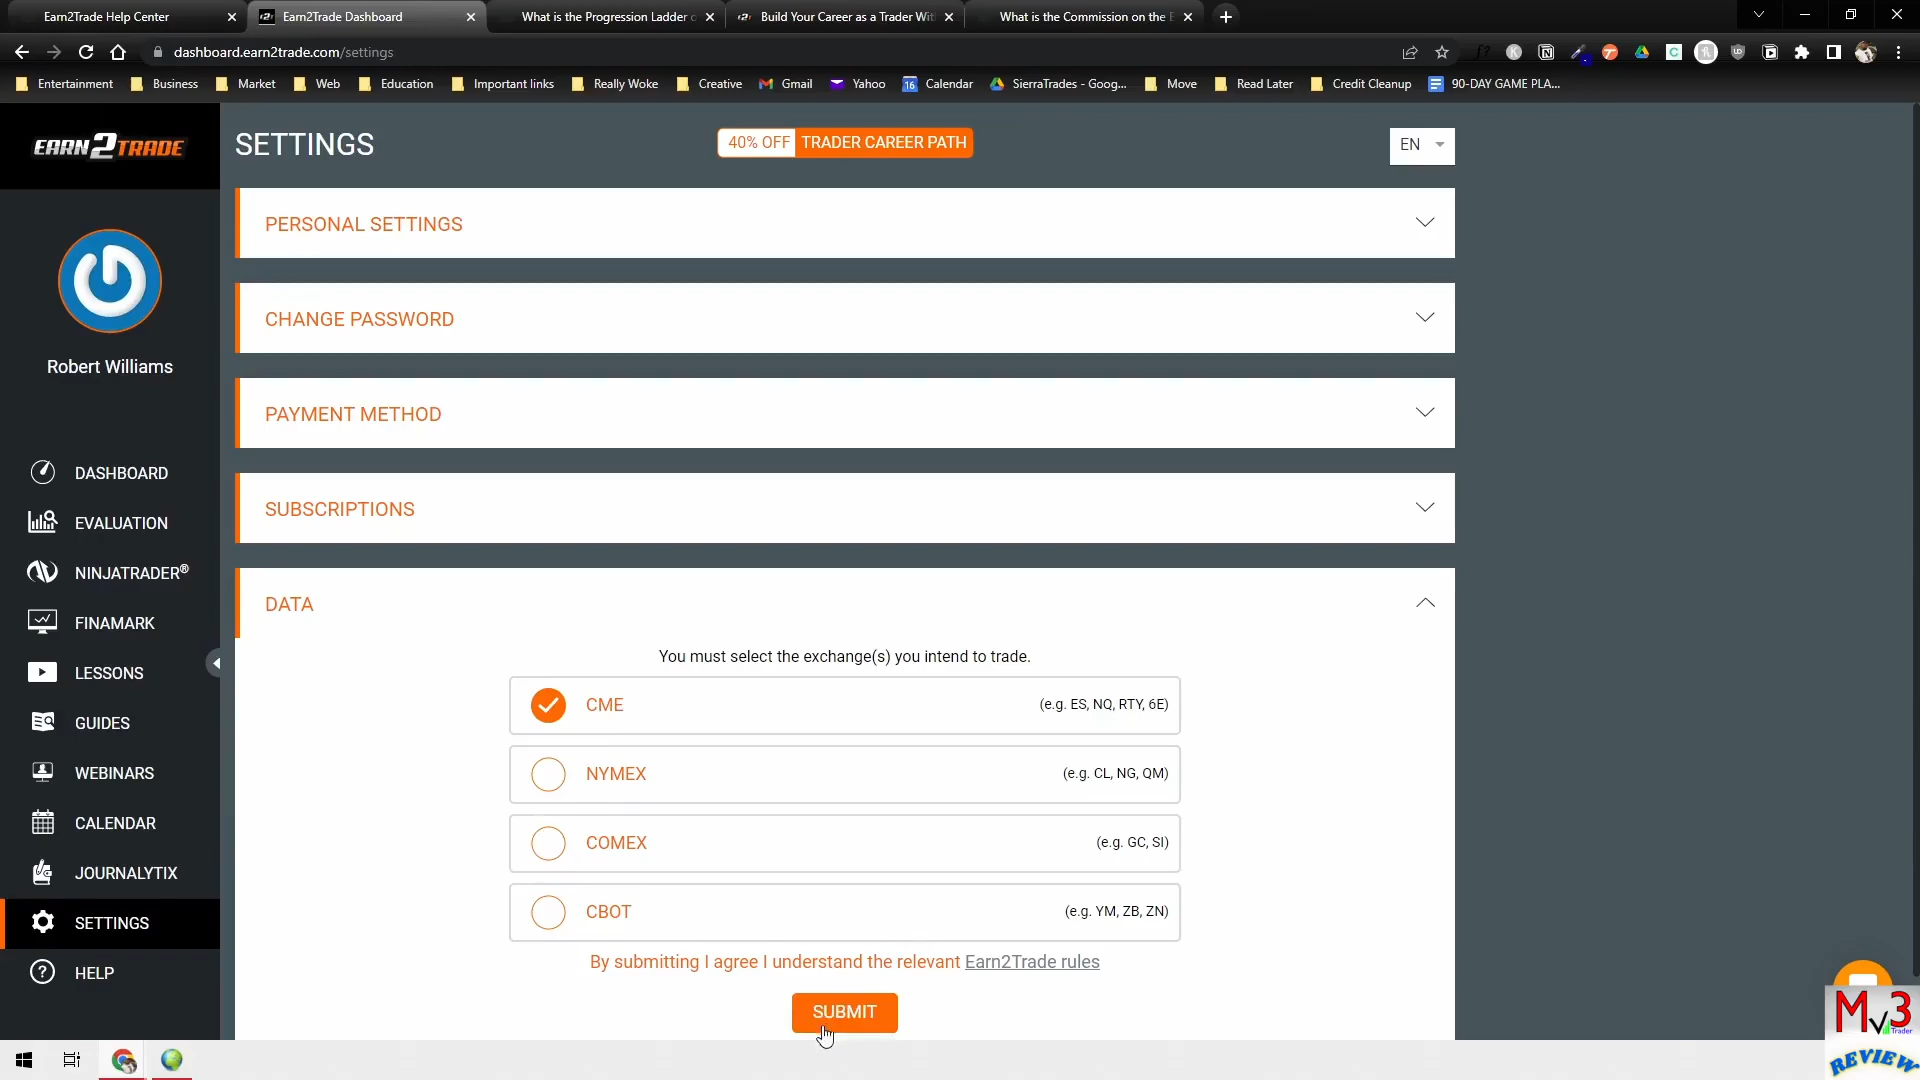 Earn2Trade Help Center
Earn2Trade Dashboard
What is the Progression Ladder o
Build Your Career as a Trader Wit
What is the Commission on the E
dashboard.earn2trade.com/settings
Entertainment
Business
Market
Web
Education
Important links
Really Woke
Creative
Gmail
Yahoo
16
Calendar
SierraTrades - Goog...
Move
Read Later
Credit Cleanup
90-DAY GAME PLA...
EARN2TRADE
SETTINGS
40% OFF TRADER CAREER PATH
EN
PERSONAL SETTINGS
CHANGE PASSWORD
Robert Williams
PAYMENT METHOD
DASHBOARD
SUBSCRIPTIONS
EVALUATION
NINJATRADER®
DATA
FINAMARK
You must select the exchange(s) you intend to trade.
LESSONS
CME (e.g. ES, NQ, RTY, 6E)
GUIDES
NYMEX (e.g. CL, NG, QM)
WEBINARS
CALENDAR
COMEX (e.g. GC, SI)
JOURNALYTIX
CBOT (e.g. YM, ZB, ZN)
SETTINGS
By submitting I agree I understand the relevant Earn2Trade rules
HELP
SUBMIT
Mv3
Trader
REVIEW